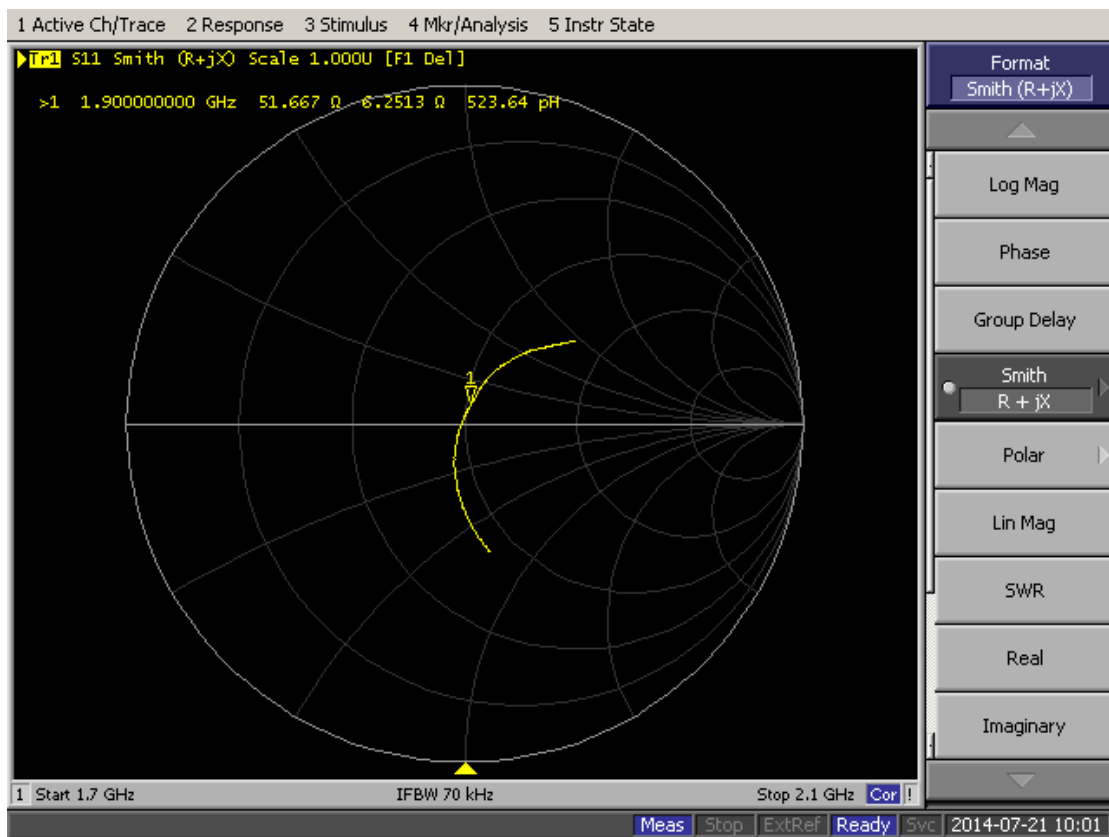 1 Active Ch/Trace 2 Response 3 Stimulus 4 Mkr/Analysis 5 Instr State
Tr1 S11 Smith (R+jX) Scale 1.000U [F1 Del]
>1 1.900000000 GHz 51.667 Ω 6.2513 Ω 523.64 pH
1
Format
Smith (R+jX)
Log Mag
Phase
Group Delay
Smith
R + jX
Polar
Lin Mag
SWR
Real
Imaginary
1 Start 1.7 GHz IFBW 70 kHz Stop 2.1 GHz Cor !
Meas Stop ExtRef Ready Svc 2014-07-21 10:01